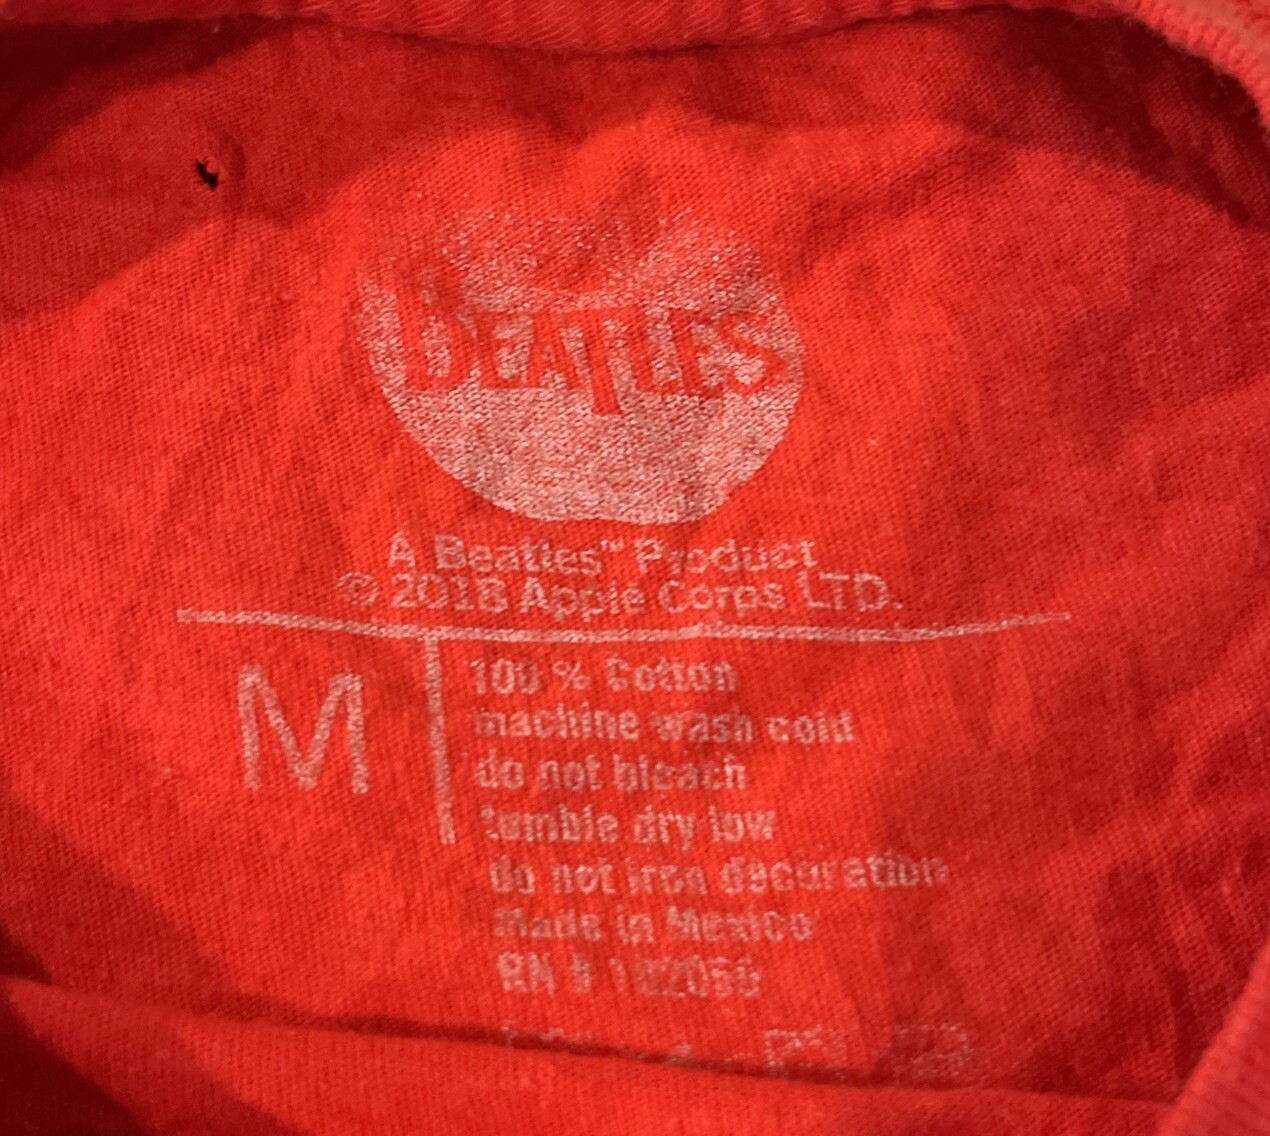 BEATLES
A Beatles™ Product
© 2018 Apple Corps LTD.
M
100 % Cotton
machine wash cold
do not bleach
tumble dry low
do not iron decoration
Made in Mexico
RN #